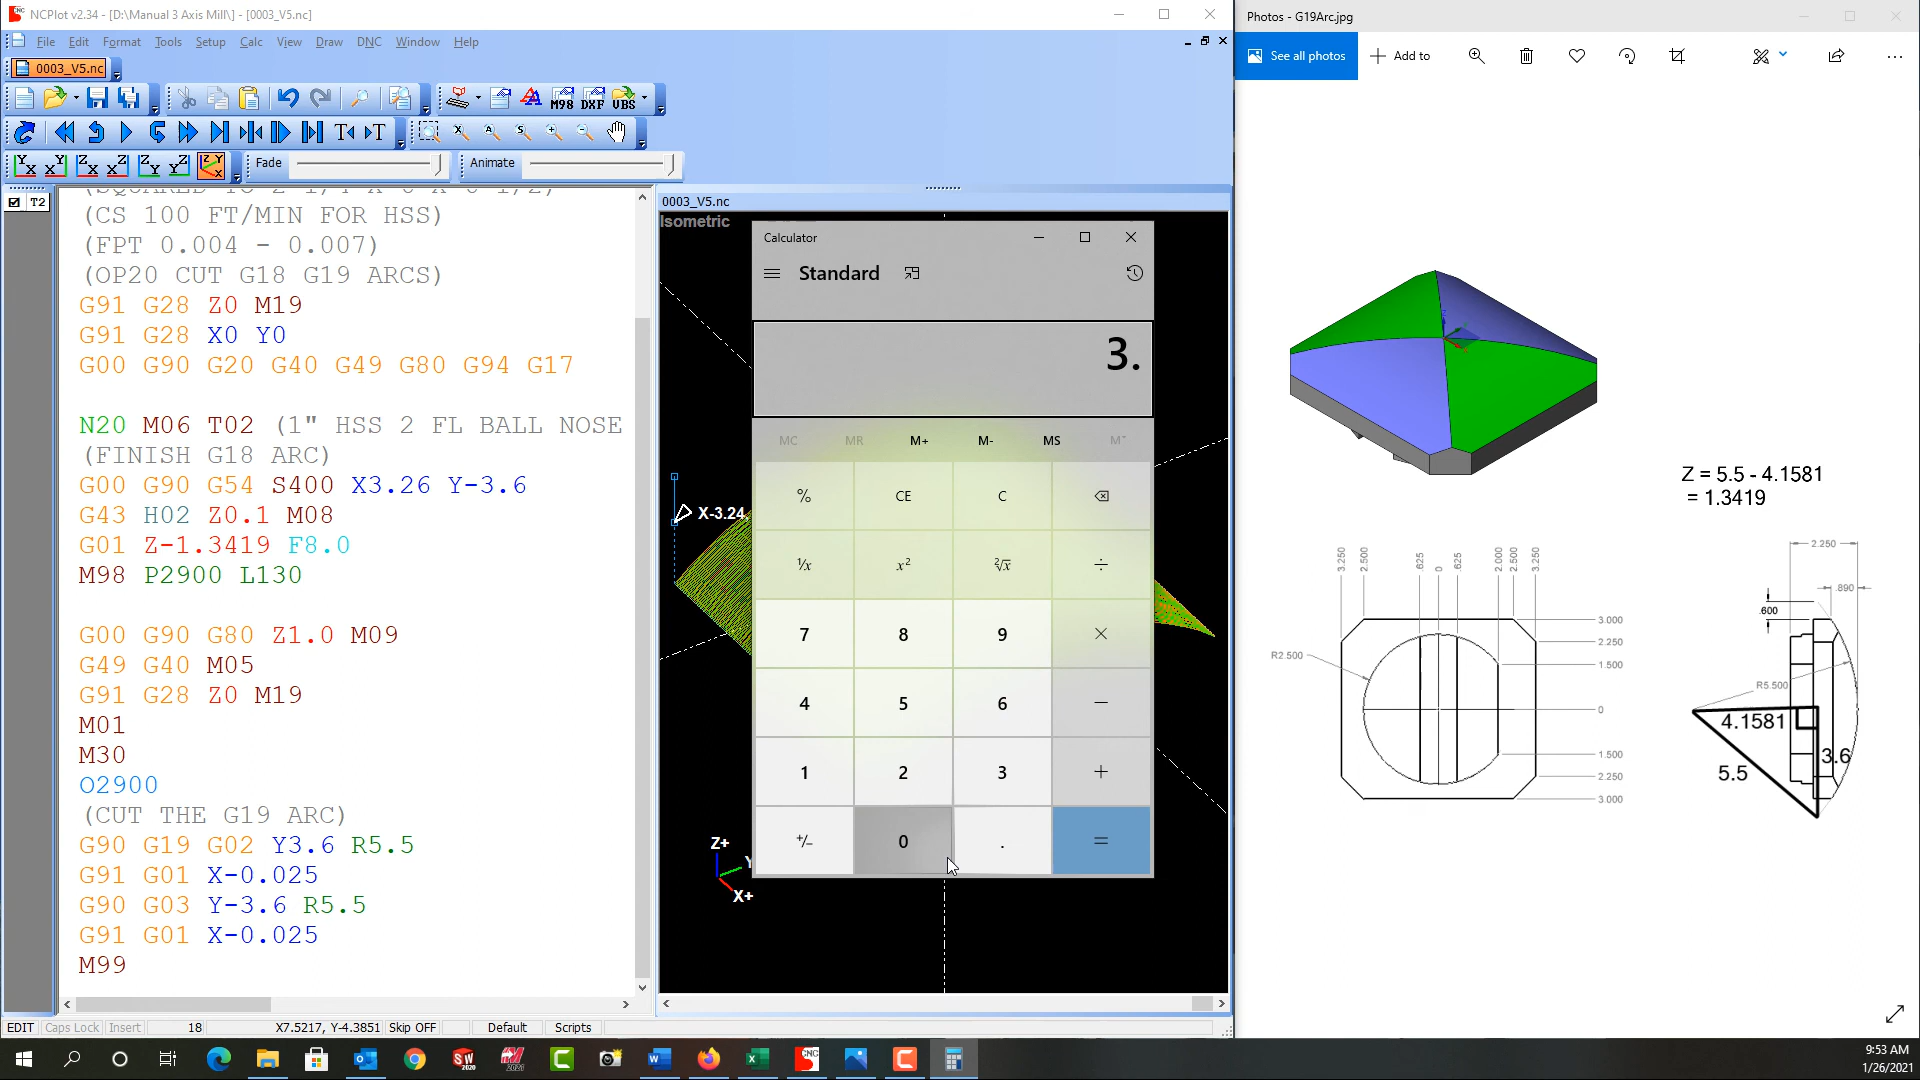 NCPlot v2.34 - [D:\Manual 3 Axis Mill\] - [0003_V5.nc]
File Edit Format Tools Setup Calc View Draw DNC Window Help
0003_V5.nc
M98 DXF VBS
Fade Animate
T2
(CS 100 FT/MIN FOR HSS)
(FPT 0.004 - 0.007)
(OP20 CUT G18 G19 ARCS)
G91 G28 Z0 M19
G91 G28 X0 Y0
G00 G90 G20 G40 G49 G80 G94 G17
N20 M06 T02 (1" HSS 2 FL BALL NOSE
(FINISH G18 ARC)
G00 G90 G54 S400 X3.26 Y-3.6
G43 H02 Z0.1 M08
G01 Z-1.3419 F8.0
M98 P2900 L130
G00 G90 G80 Z1.0 M09
G49 G40 M05
G91 G28 Z0 M19
M01
M30
O2900
(CUT THE G19 ARC)
G90 G19 G02 Y3.6 R5.5
G91 G01 X-0.025
G90 G03 Y-3.6 R5.5
G91 G01 X-0.025
M99
EDIT Caps Lock Insert 18 X7.5217, Y-4.3851 Skip OFF Default Scripts
0003_V5.nc
Isometric
X-3.24
Z+
Y
X+
Calculator
Standard
3.
MC MR M+ M- MS M˅
% CE C
¹/x x² ²√x ÷
7 8 9 ×
4 5 6 −
1 2 3 +
+/− 0 . =
Photos - G19Arc.jpg
See all photos Add to
Z = 5.5 - 4.1581
= 1.3419
3.250 2.500 .625 0 .625 2.000 2.500 3.250
R2.500
3.000
2.250
1.500
0
1.500
2.250
3.000
2.250
.890
.600
R5.500
4.1581
3.6
5.5
9:53 AM
1/26/2021